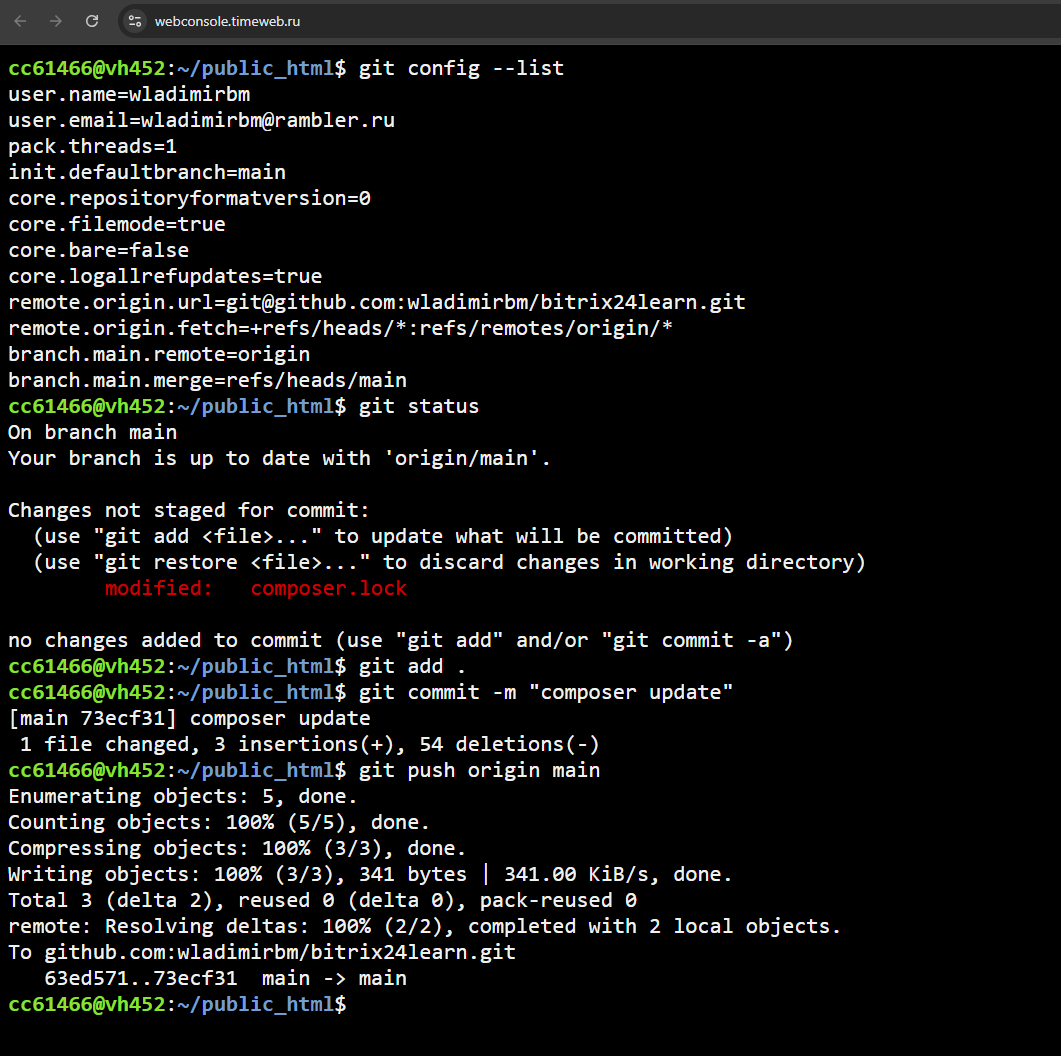 webconsole.timeweb.ru
cc61466@vh452:~/public_html$ git config --list
user.name=wladimirbm
user.email=wladimirbm@rambler.ru
pack.threads=1
init.defaultbranch=main
core.repositoryformatversion=0
core.filemode=true
core.bare=false
core.logallrefupdates=true
remote.origin.url=git@github.com:wladimirbm/bitrix24learn.git
remote.origin.fetch=+refs/heads/*:refs/remotes/origin/*
branch.main.remote=origin
branch.main.merge=refs/heads/main
cc61466@vh452:~/public_html$ git status
On branch main
Your branch is up to date with 'origin/main'.

Changes not staged for commit:
  (use "git add <file>..." to update what will be committed)
  (use "git restore <file>..." to discard changes in working directory)
        modified:   composer.lock

no changes added to commit (use "git add" and/or "git commit -a")
cc61466@vh452:~/public_html$ git add .
cc61466@vh452:~/public_html$ git commit -m "composer update"
[main 73ecf31] composer update
 1 file changed, 3 insertions(+), 54 deletions(-)
cc61466@vh452:~/public_html$ git push origin main
Enumerating objects: 5, done.
Counting objects: 100% (5/5), done.
Compressing objects: 100% (3/3), done.
Writing objects: 100% (3/3), 341 bytes | 341.00 KiB/s, done.
Total 3 (delta 2), reused 0 (delta 0), pack-reused 0
remote: Resolving deltas: 100% (2/2), completed with 2 local objects.
To github.com:wladimirbm/bitrix24learn.git
   63ed571..73ecf31  main -> main
cc61466@vh452:~/public_html$